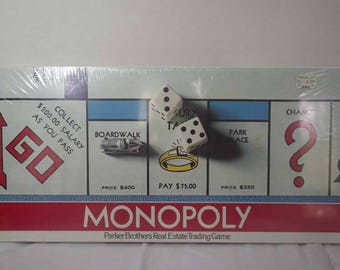 COLLECT
$200.00 SALARY
AS YOU PASS
GO
BOARDWALK
PRICE $400
PAY $75.00
PARK
PLACE
PRICE $350
MONOPOLY
Parker Brothers Real Estate Trading Game